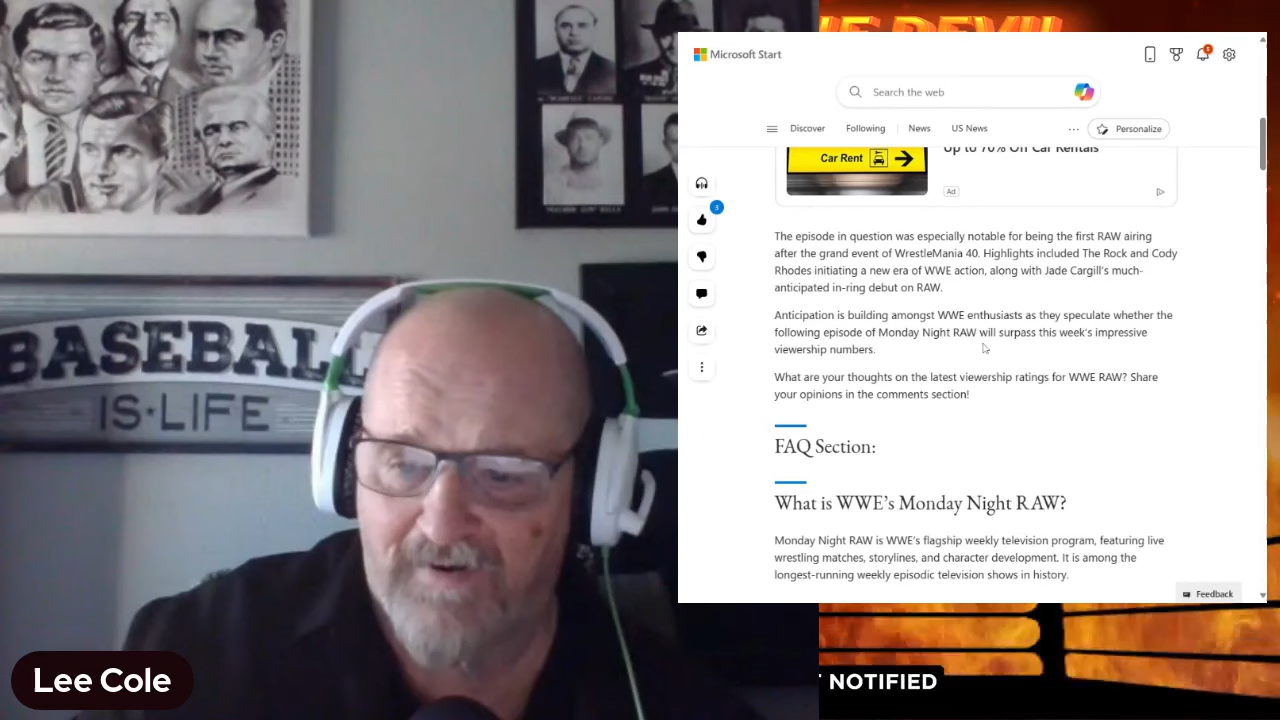 THE DEVIL
Microsoft Start
5
Search the web
Discover
Following
News
US News
...
Personalize
Car Rent
Up to 70% Off Car Rentals
Ad
3
The episode in question was especially notable for being the first RAW airing
after the grand event of WrestleMania 40. Highlights included The Rock and Cody
Rhodes initiating a new era of WWE action, along with Jade Cargill's much-
anticipated in-ring debut on RAW.
Anticipation is building amongst WWE enthusiasts as they speculate whether the
following episode of Monday Night RAW will surpass this week's impressive
viewership numbers.
What are your thoughts on the latest viewership ratings for WWE RAW? Share
your opinions in the comments section!
FAQ Section:
What is WWE's Monday Night RAW?
Monday Night RAW is WWE's flagship weekly television program, featuring live
wrestling matches, storylines, and character development. It is among the
longest-running weekly episodic television shows in history.
Feedback
BASEBALL
IS•LIFE
Lee Cole
NOTIFIED